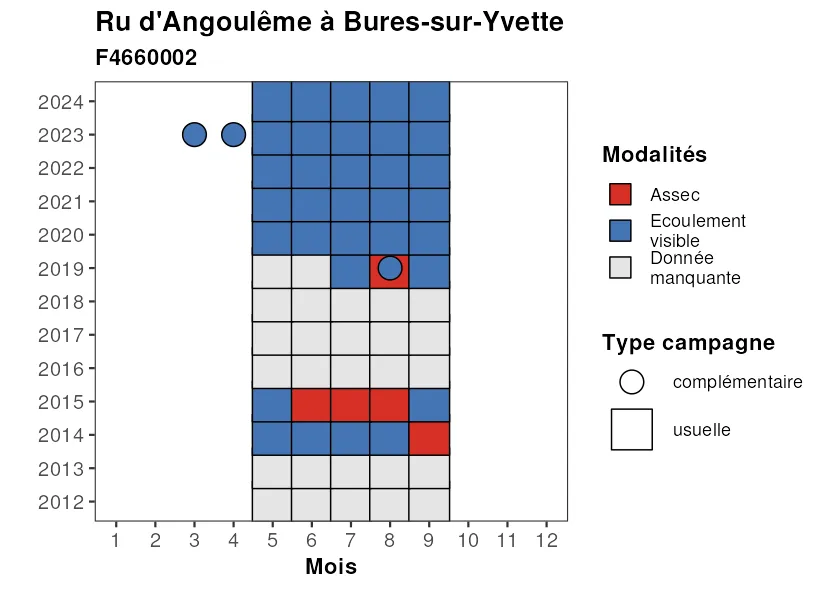 Ru d'Angoulême à Bures-sur-Yvette
F4660002
2024
2023
2022
2021
2020
2019
2018
2017
2016
2015
2014
2013
2012
1 2 3 4 5 6 7 8 9 10 11 12
Mois
Modalités
Assec
Ecoulement
visible
Donnée
manquante
Type campagne
complémentaire
usuelle